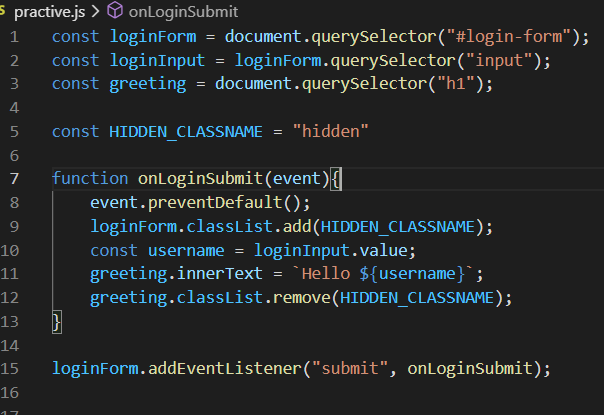 practive.js > onLoginSubmit
1 const loginForm = document.querySelector("#login-form");
2 const loginInput = loginForm.querySelector("input");
3 const greeting = document.querySelector("h1");
4
5 const HIDDEN_CLASSNAME = "hidden"
6
7 function onLoginSubmit(event){
8     event.preventDefault();
9     loginForm.classList.add(HIDDEN_CLASSNAME);
10     const username = loginInput.value;
11     greeting.innerText = `Hello ${username}`;
12     greeting.classList.remove(HIDDEN_CLASSNAME);
13 }
14
15 loginForm.addEventListener("submit", onLoginSubmit);
16
17